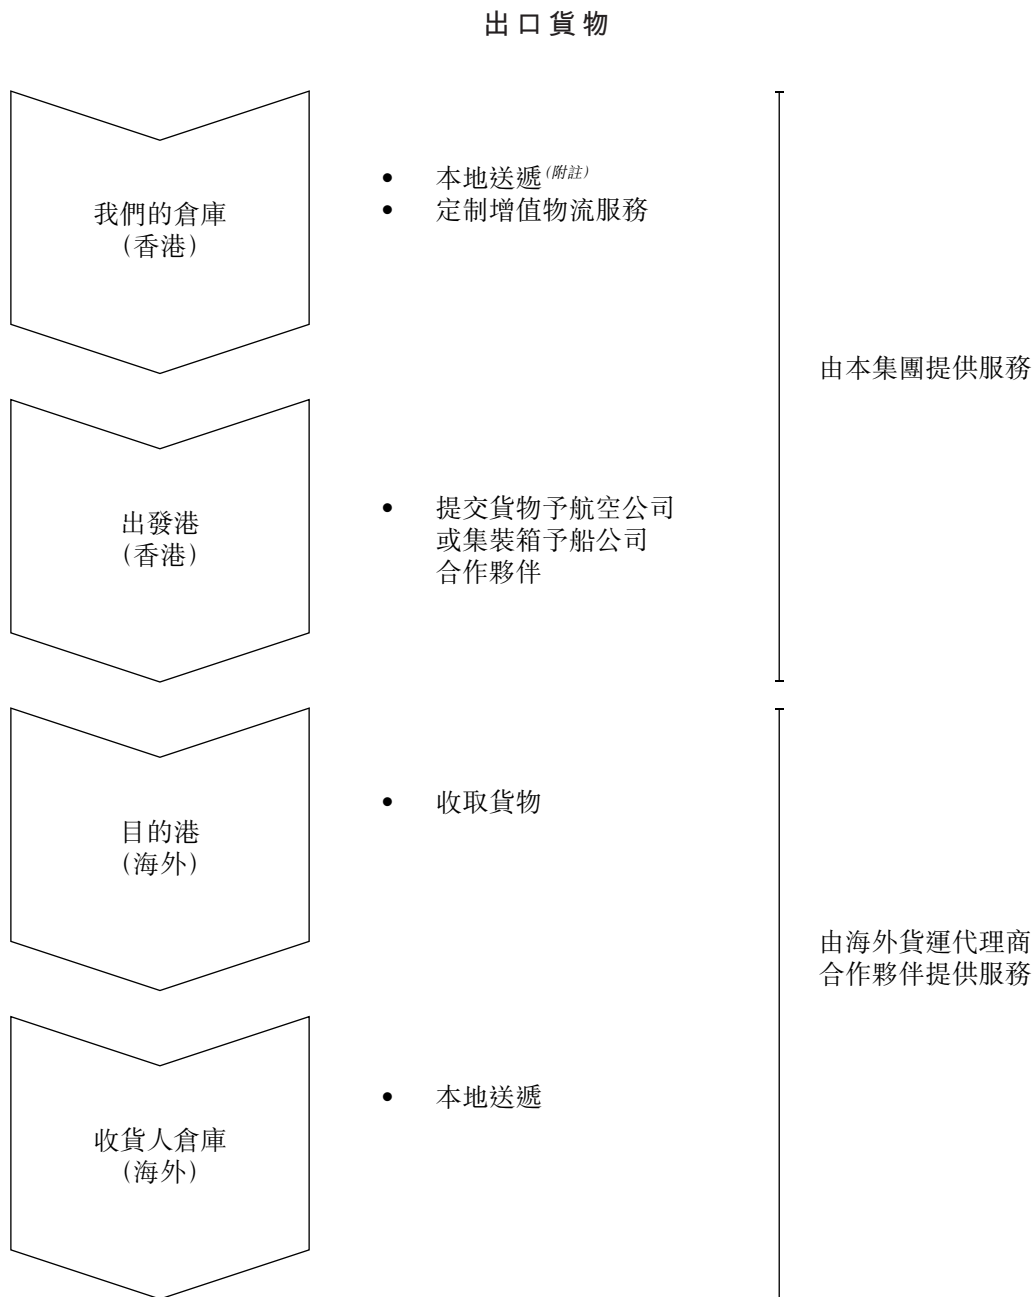 出口貨物
我們的倉庫
(香港)
• 本地送遞(附註)
• 定制增值物流服務
由本集團提供服務
出發港
(香港)
• 提交貨物予航空公司
或集裝箱予船公司
合作夥伴
目的港
(海外)
• 收取貨物
由海外貨運代理商
合作夥伴提供服務
收貨人倉庫
(海外)
• 本地送遞